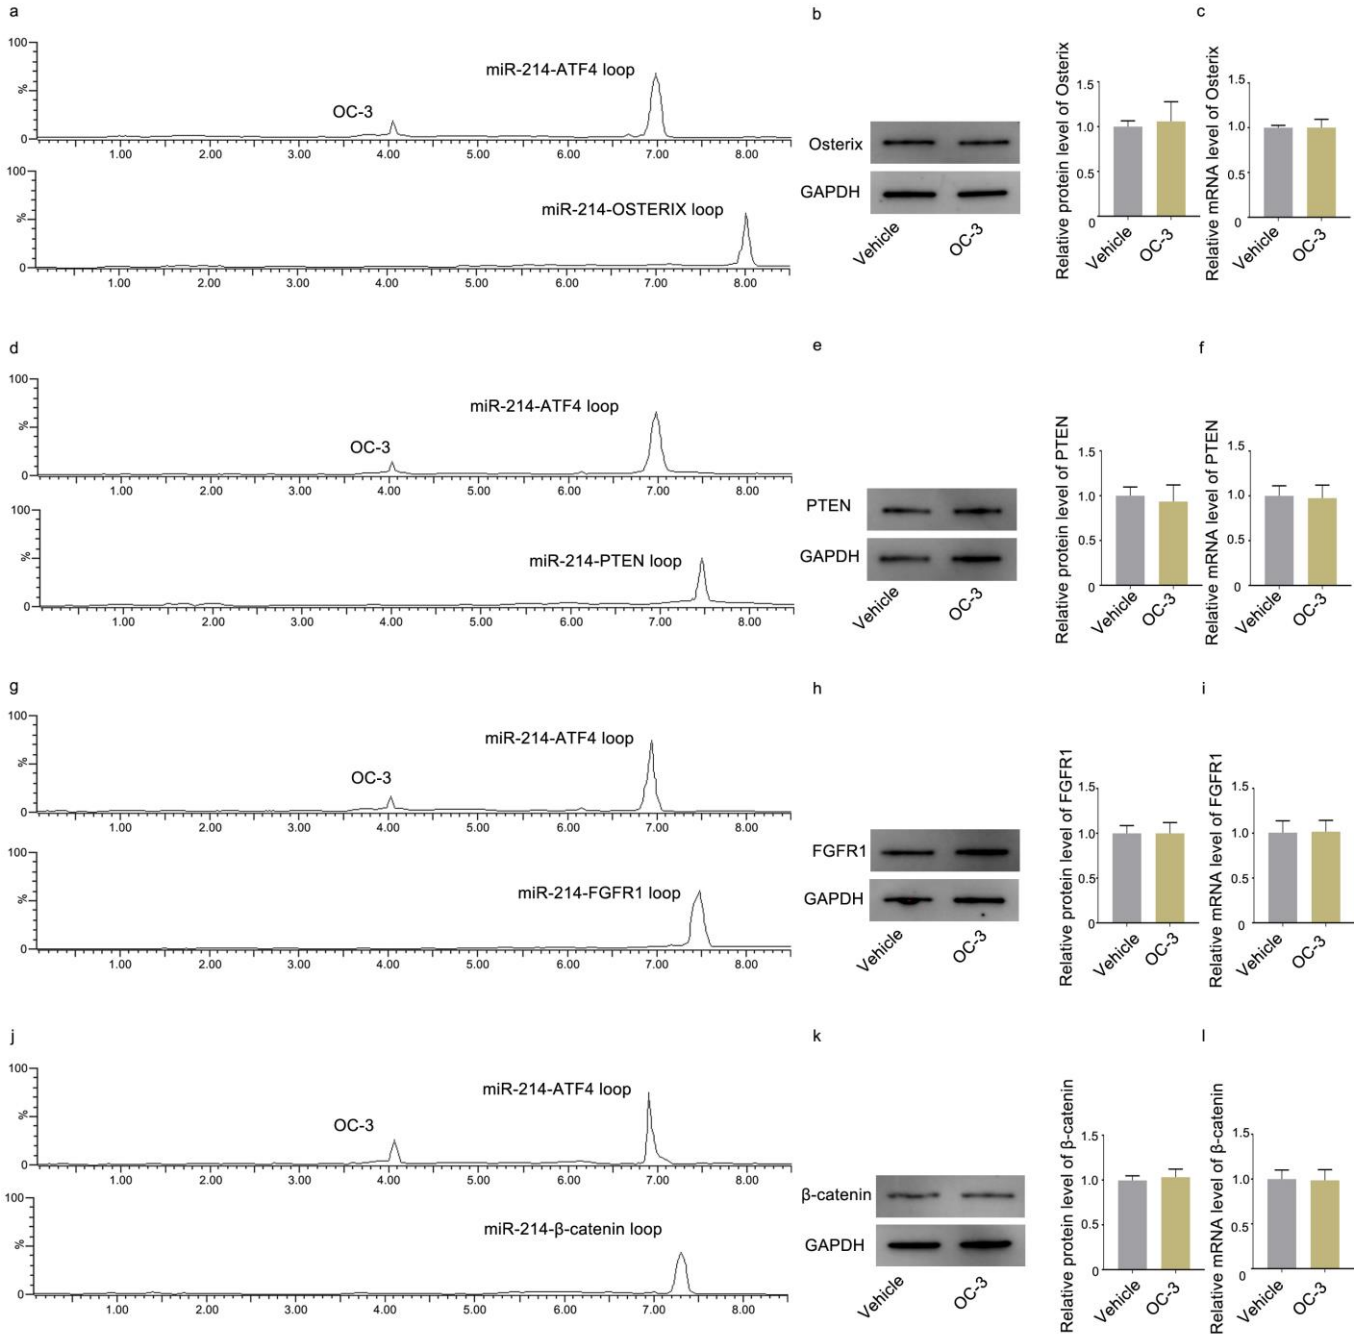 a
100
%
0
OC-3
miR-214-ATF4 loop
1.00 2.00 3.00 4.00 5.00 6.00 7.00 8.00
100
%
0
miR-214-OSTERIX loop
1.00 2.00 3.00 4.00 5.00 6.00 7.00 8.00
b
Osterix
GAPDH
Vehicle
OC-3
Relative protein level of Osterix
1.5
1.0
0.5
0
Vehicle
OC-3
c
Relative mRNA level of Osterix
1.5
1.0
0.5
0
Vehicle
OC-3
d
100
%
0
OC-3
miR-214-ATF4 loop
1.00 2.00 3.00 4.00 5.00 6.00 7.00 8.00
100
%
0
miR-214-PTEN loop
1.00 2.00 3.00 4.00 5.00 6.00 7.00 8.00
e
PTEN
GAPDH
Vehicle
OC-3
Relative protein level of PTEN
1.5
1.0
0.5
0
Vehicle
OC-3
f
Relative mRNA level of PTEN
1.5
1.0
0.5
0
Vehicle
OC-3
g
100
%
0
OC-3
miR-214-ATF4 loop
1.00 2.00 3.00 4.00 5.00 6.00 7.00 8.00
100
%
0
miR-214-FGFR1 loop
1.00 2.00 3.00 4.00 5.00 6.00 7.00 8.00
h
FGFR1
GAPDH
Vehicle
OC-3
Relative protein level of FGFR1
1.5
1.0
0.5
0
Vehicle
OC-3
i
Relative mRNA level of FGFR1
1.5
1.0
0.5
0
Vehicle
OC-3
j
100
%
0
OC-3
miR-214-ATF4 loop
1.00 2.00 3.00 4.00 5.00 6.00 7.00 8.00
100
%
0
miR-214-β-catenin loop
1.00 2.00 3.00 4.00 5.00 6.00 7.00 8.00
k
β-catenin
GAPDH
Vehicle
OC-3
Relative protein level of β-catenin
1.5
1.0
0.5
0
Vehicle
OC-3
l
Relative mRNA level of β-catenin
1.5
1.0
0.5
0
Vehicle
OC-3